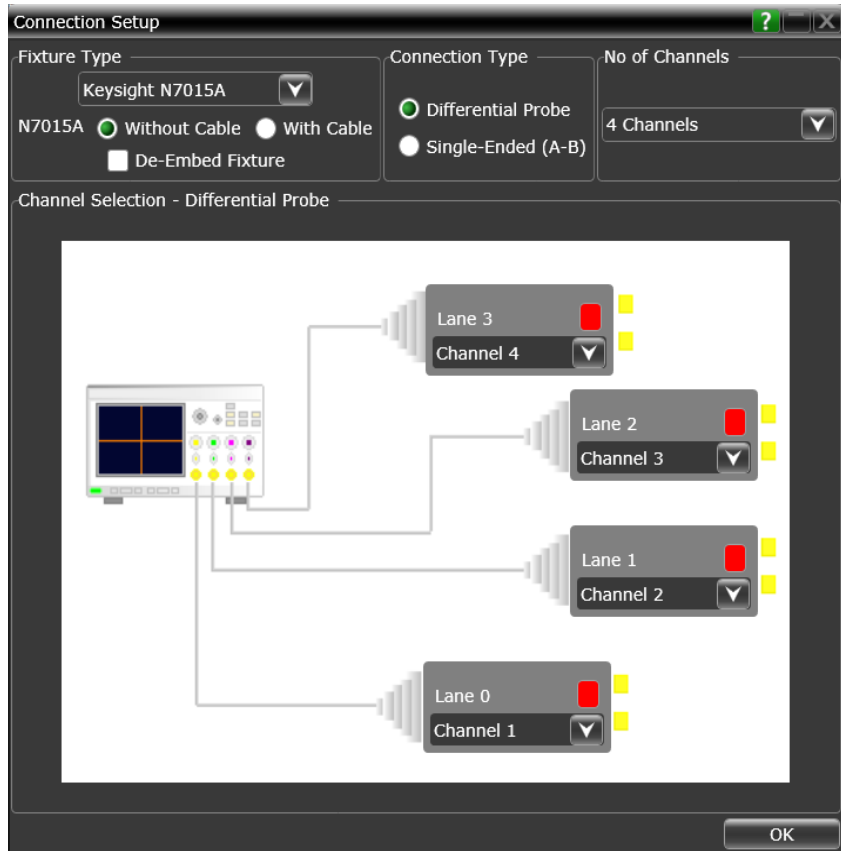 Connection Setup
?
Fixture Type
Keysight N7015A
N7015A Without Cable With Cable
De-Embed Fixture
Connection Type
Differential Probe
Single-Ended (A-B)
No of Channels
4 Channels
Channel Selection - Differential Probe
Lane 3
Channel 4
Lane 2
Channel 3
Lane 1
Channel 2
Lane 0
Channel 1
OK